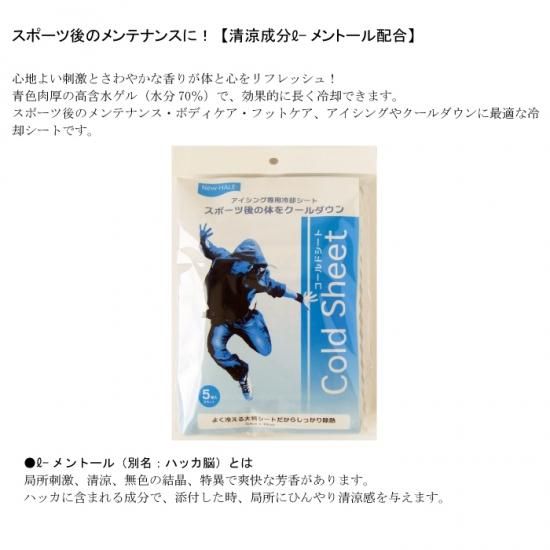 スポーツ後のメンテナンスに！【清涼成分ℓ-メントール配合】
心地よい刺激とさわやかな香りが体と心をリフレッシュ！
青色肉厚の高含水ゲル（水分70％）で、効果的に長く冷却できます。
スポーツ後のメンテナンス・ボディケア・フットケア、アイシングやクールダウンに最適な冷
却シートです。
New-HALE
アイシング専用冷却シート
スポーツ後の体をクールダウン
コールドシート
Cold Sheet
5
よく冷える大判シートだからしっかり除熱
●ℓ-メントール（別名：ハッカ脳）とは
局所刺激、清涼、無色の結晶、特異で爽快な芳香があります。
ハッカに含まれる成分で、添付した時、局所にひんやり清涼感を与えます。